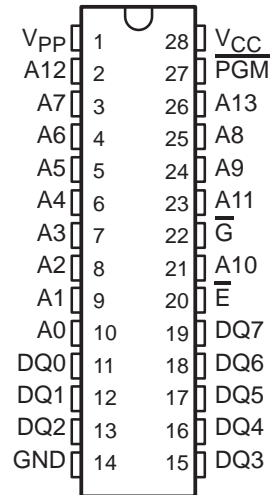 VPP 1 28 VCC
A12 2 27 PGM
A7 3 26 A13
A6 4 25 A8
A5 5 24 A9
A4 6 23 A11
A3 7 22 G
A2 8 21 A10
A1 9 20 E
A0 10 19 DQ7
DQ0 11 18 DQ6
DQ1 12 17 DQ5
DQ2 13 16 DQ4
GND 14 15 DQ3